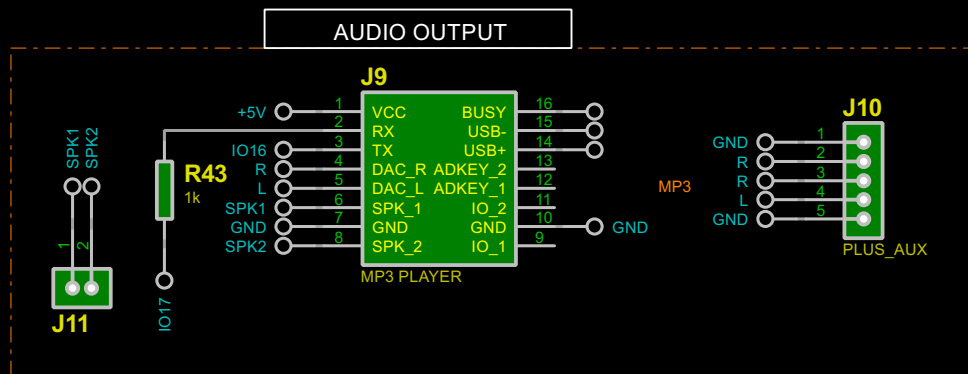 AUDIO OUTPUT
J9
+5V 1 VCC BUSY 16
2 RX USB- 15
IO16 3 TX USB+ 14
R 4 DAC_R ADKEY_2 13
L 5 DAC_L ADKEY_1 12
SPK1 6 SPK_1 IO_2 11
GND 7 GND GND 10 GND
SPK2 8 SPK_2 IO_1 9
MP3 PLAYER
SPK1
SPK2
1
2
J11
R43
1k
IO17
MP3
J10
GND 1
R 2
R 3
L 4
GND 5
PLUS_AUX